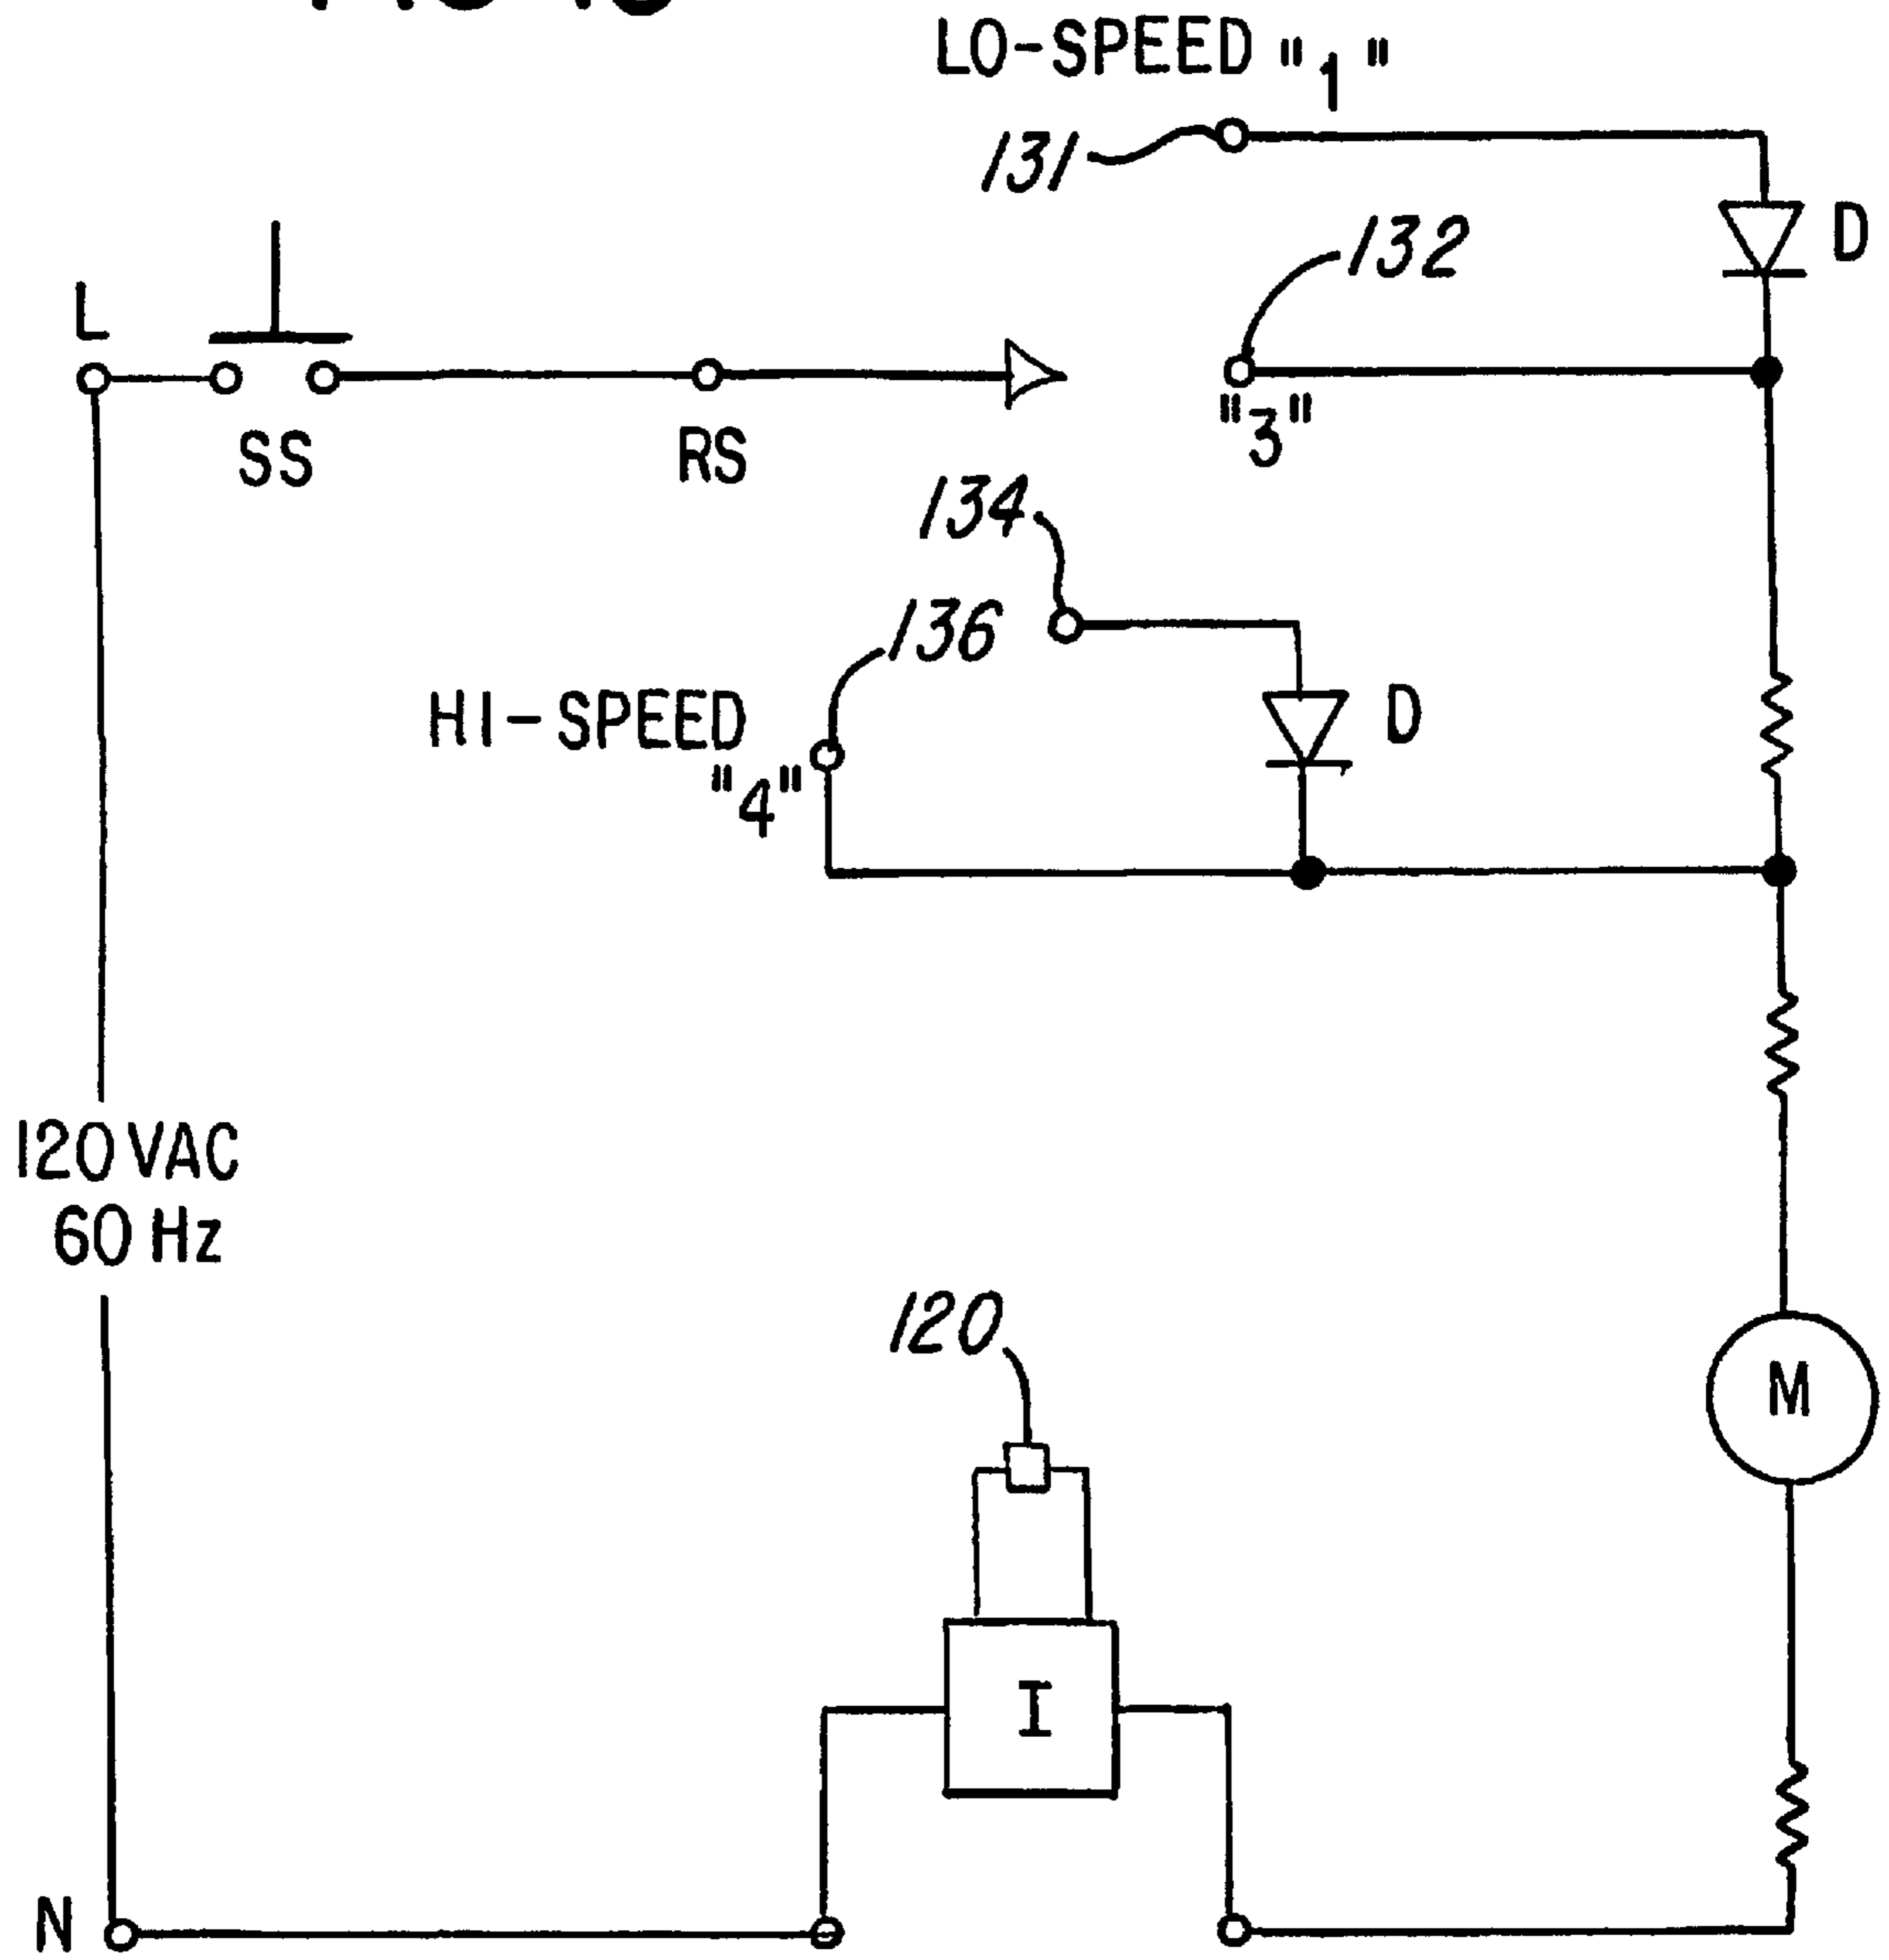 LO-SPEED "1"
131
132
D
L
"3"
SS
RS
134
136
HI-SPEED
"4"
D
120 VAC
60 Hz
120
M
I
N